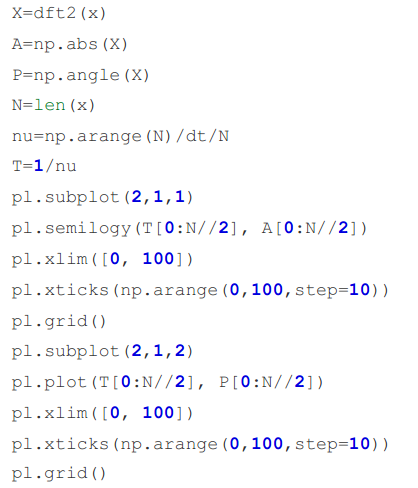 X=dft2(x)
A=np.abs(X)
P=np.angle(X)
N=len(x)
nu=np.arange(N)/dt/N
T=1/nu
pl.subplot(2,1,1)
pl.semilogy(T[0:N//2], A[0:N//2])
pl.xlim([0, 100])
pl.xticks(np.arange(0,100,step=10))
pl.grid()
pl.subplot(2,1,2)
pl.plot(T[0:N//2], P[0:N//2])
pl.xlim([0, 100])
pl.xticks(np.arange(0,100,step=10))
pl.grid()